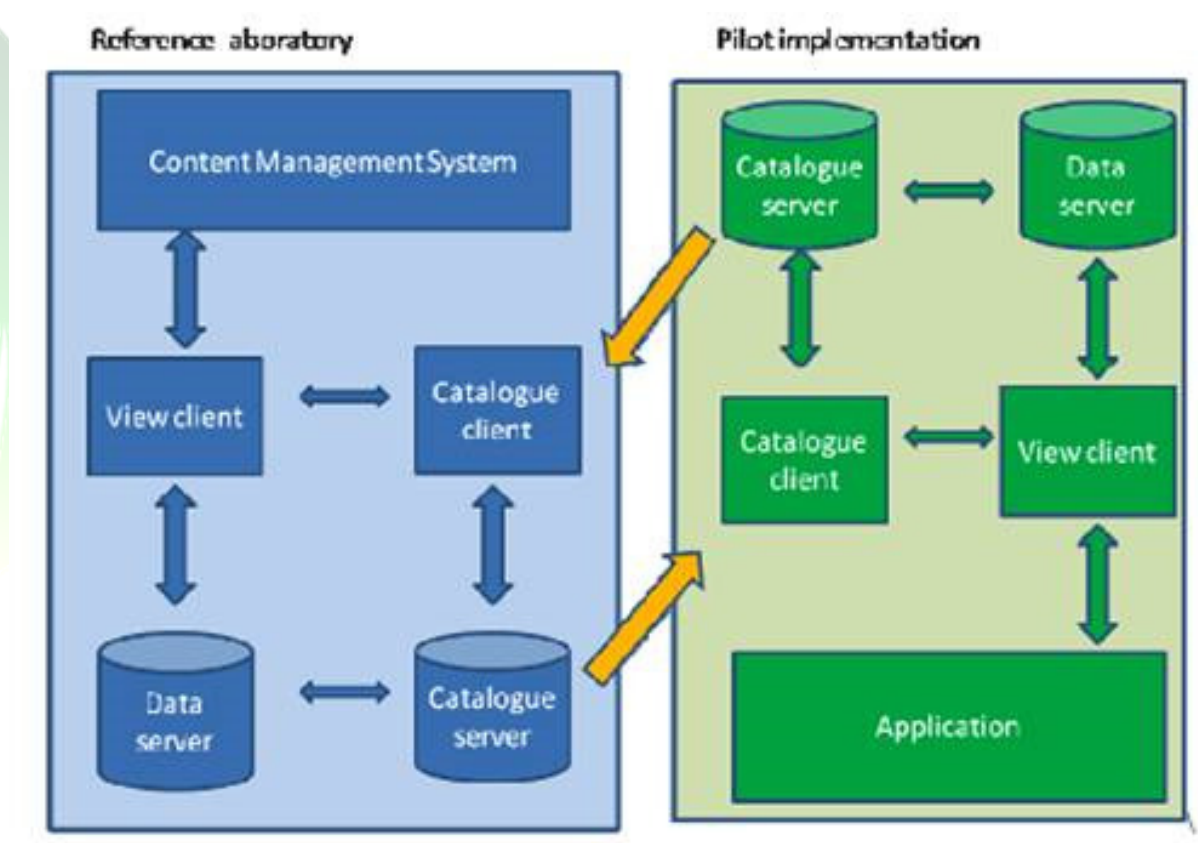 Reference aboratory
Content Management System
View client
Catalogue
client
Data
server
Catalogue
server
Pilot implementation
Catalogue
server
Data
server
Catalogue
client
View client
Application